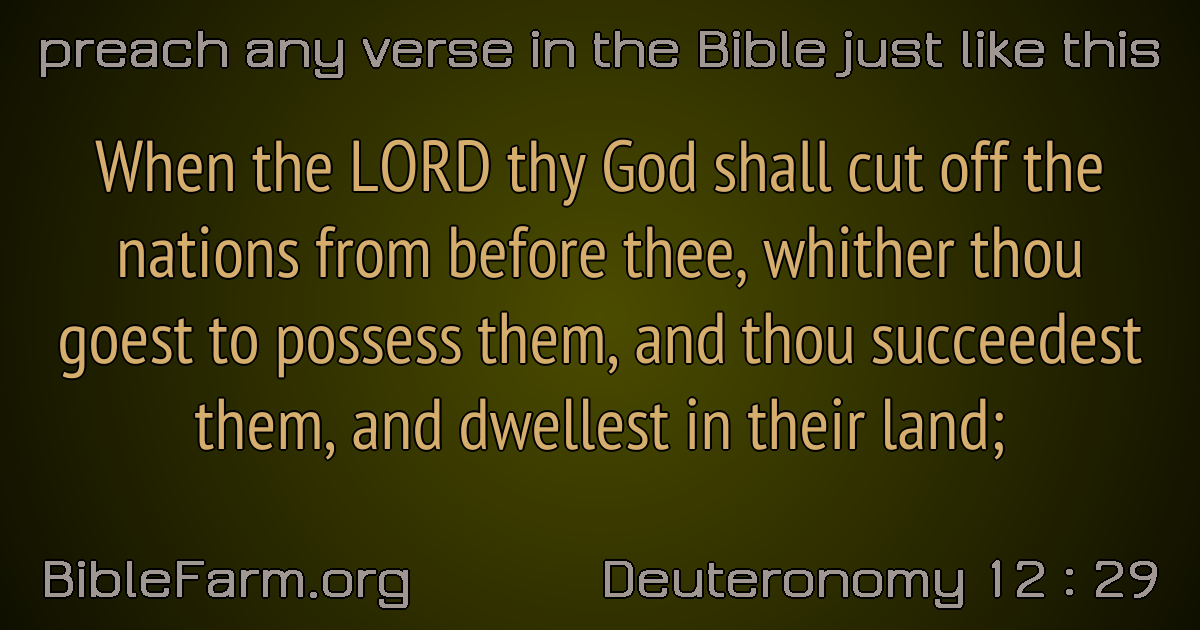 preach any verse in the Bible just like this
When the LORD thy God shall cut off the
nations from before thee, whither thou
goest to possess them, and thou succeedest
them, and dwellest in their land;
BibleFarm.org
Deuteronomy 12 : 29